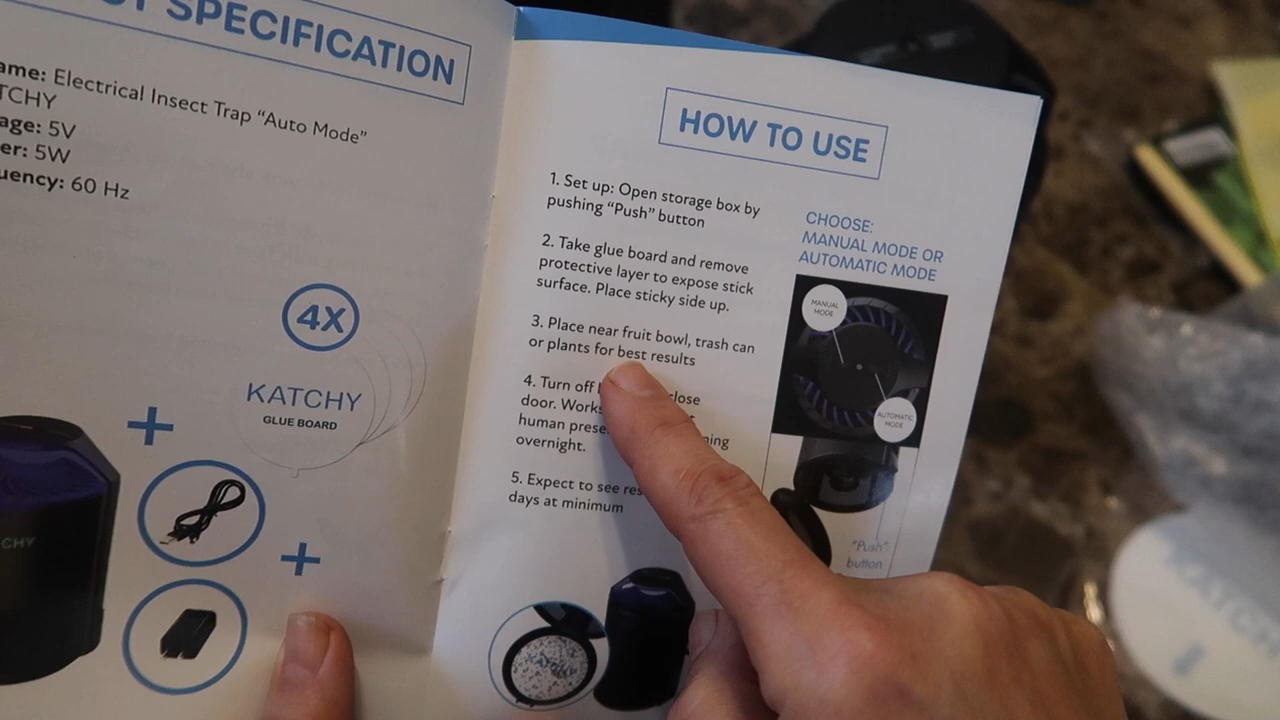 SPECIFICATION
ame: Electrical Insect Trap “Auto Mode”
TCHY
age: 5V
er: 5W
uency: 60 Hz
4X
KATCHY
GLUE BOARD
CHY
HOW TO USE
1. Set up: Open storage box by
pushing “Push” button
2. Take glue board and remove
protective layer to expose stick
surface. Place sticky side up.
3. Place near fruit bowl, trash can
or plants for best results
4. Turn off close
door. Works
human prese ning
overnight.
5. Expect to see res
days at minimum
CHOOSE:
MANUAL MODE OR
AUTOMATIC MODE
MANUAL
MODE
AUTOMATIC
MODE
“Push”
button
KATCHY
KATCHY